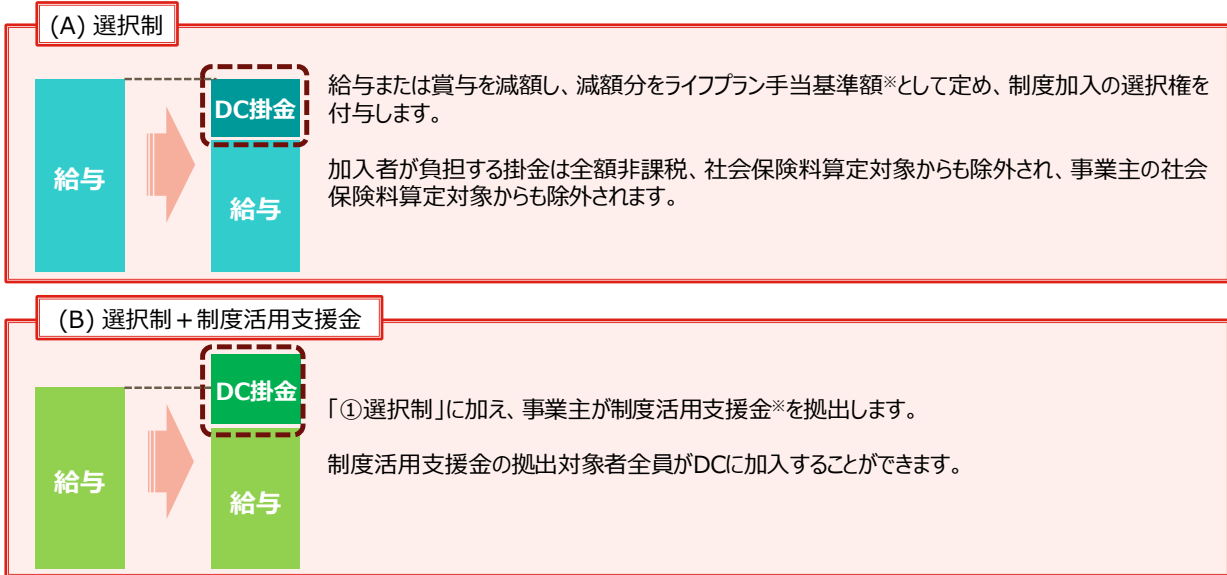 (A) 選択制
給与
DC掛金
給与
給与または賞与を減額し、減額分をライフプラン手当基準額※として定め、制度加入の選択権を
付与します。
加入者が負担する掛金は全額非課税、社会保険料算定対象からも除外され、事業主の社会
保険料算定対象からも除外されます。
(B) 選択制＋制度活用支援金
給与
DC掛金
給与
「①選択制」に加え、事業主が制度活用支援金※を拠出します。
制度活用支援金の拠出対象者全員がDCに加入することができます。